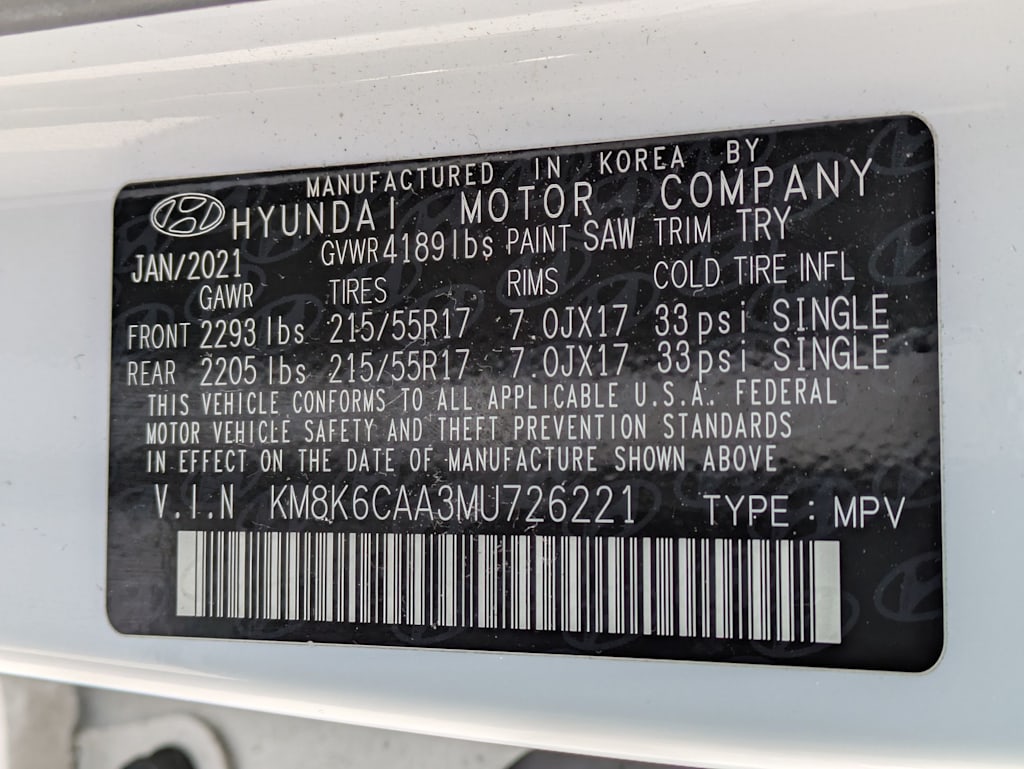 MANUFACTURED IN KOREA BY
HYUNDAI MOTOR COMPANY
JAN/2021 GVWR 4189 lbs PAINT SAW TRIM TRY
GAWR TIRES RIMS COLD TIRE INFL
FRONT 2293 lbs 215/55R17 7.0JX17 33psi SINGLE
REAR 2205 lbs 215/55R17 7.0JX17 33psi SINGLE
THIS VEHICLE CONFORMS TO ALL APPLICABLE U.S.A. FEDERAL
MOTOR VEHICLE SAFETY AND THEFT PREVENTION STANDARDS
IN EFFECT ON THE DATE OF MANUFACTURE SHOWN ABOVE
V.I.N KM8K6CAA3MU726221 TYPE : MPV